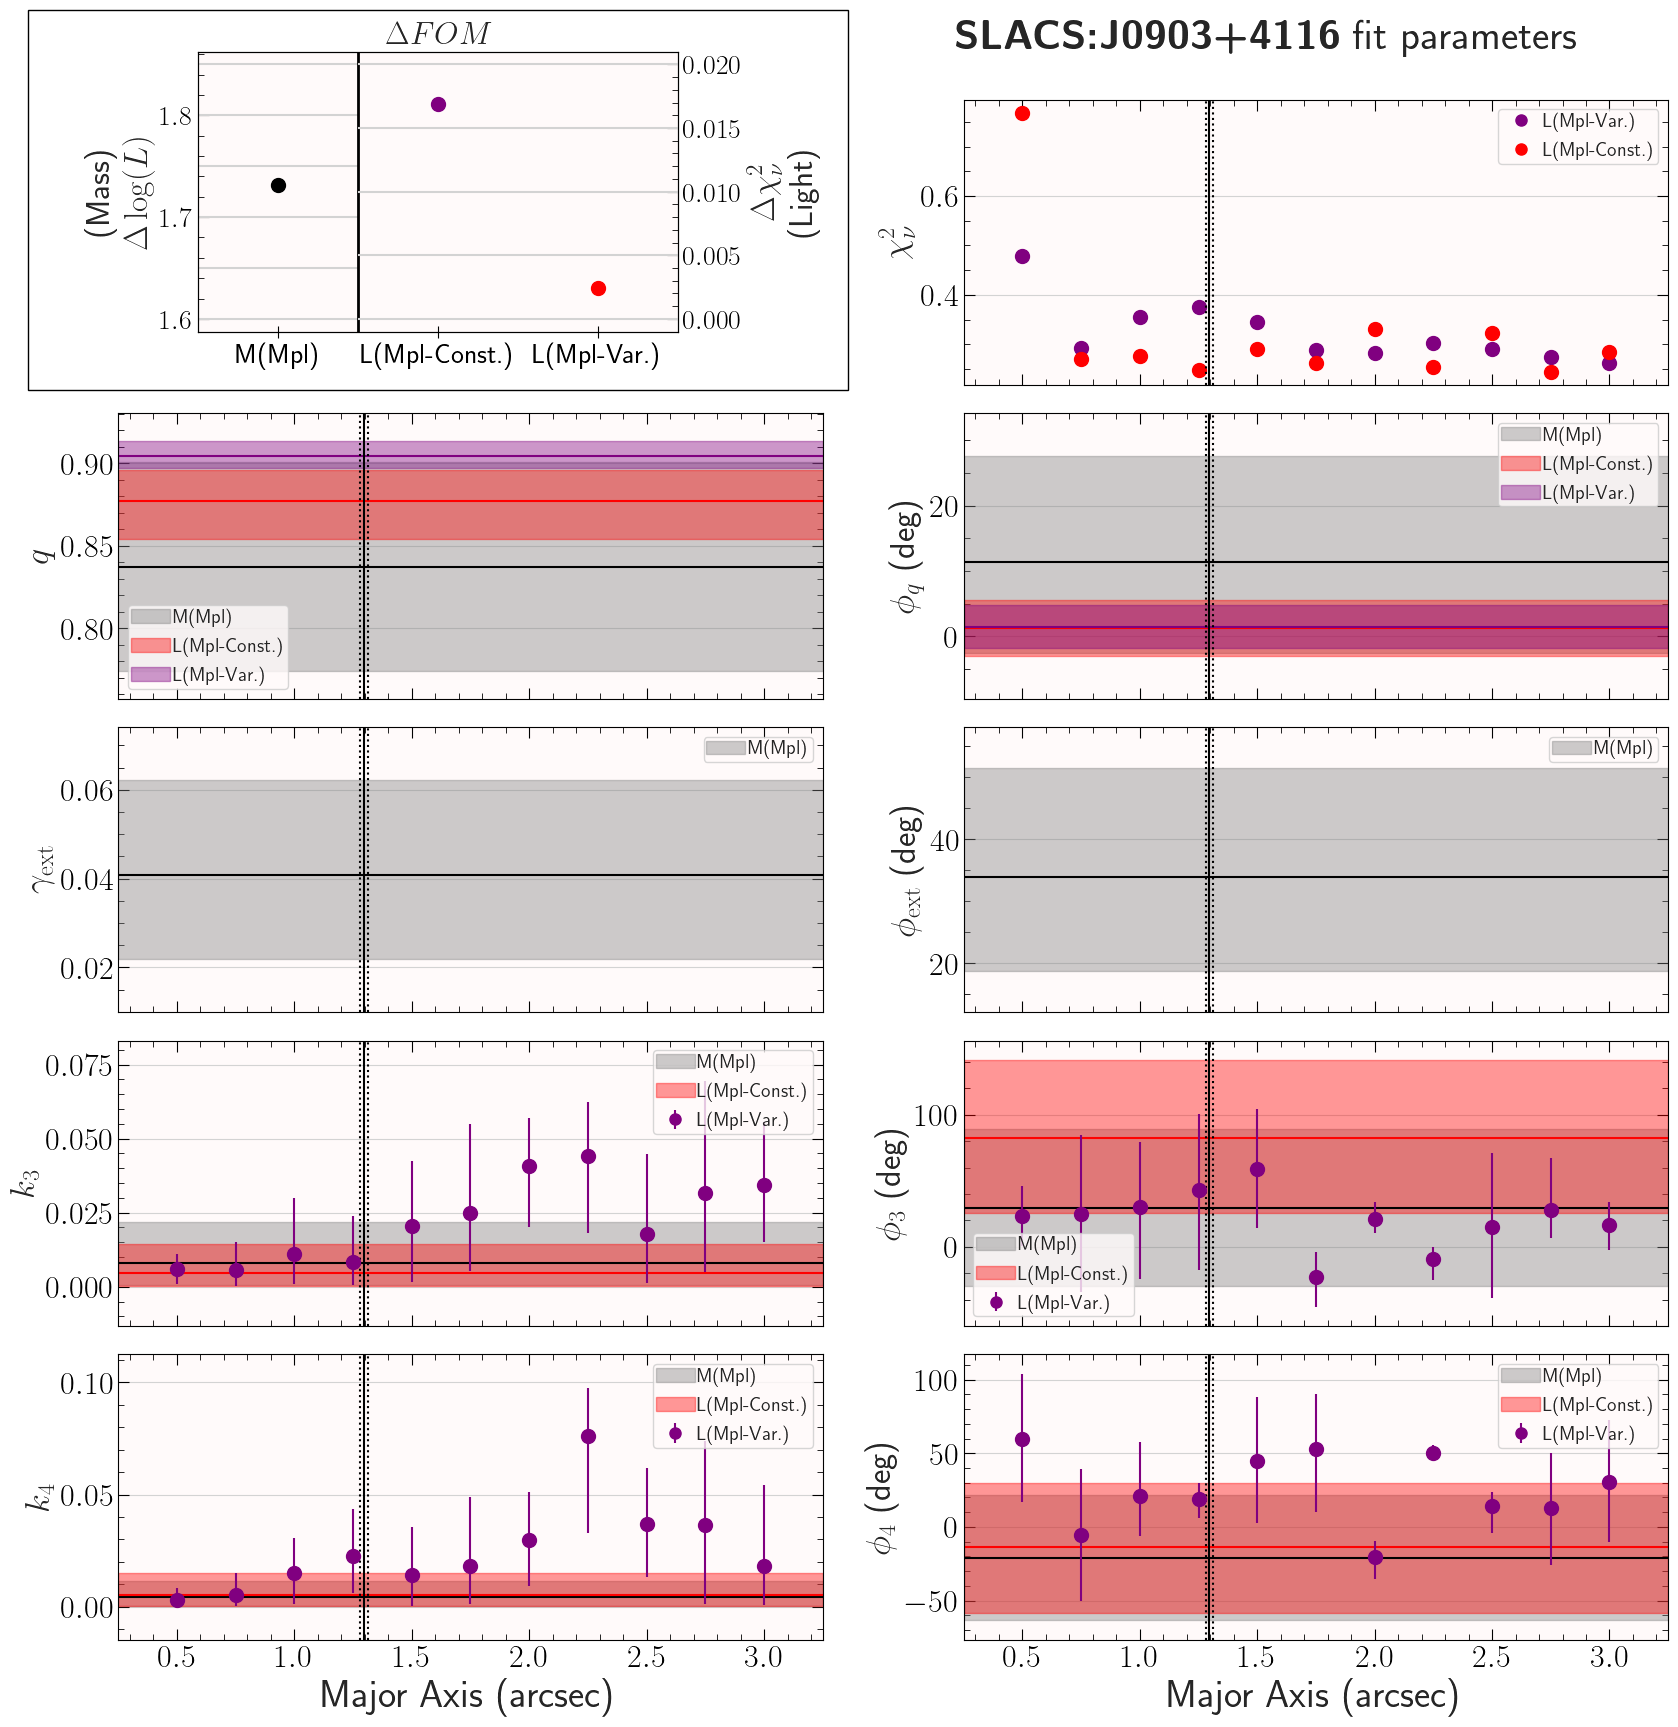 ΔFOM
SLACS:J0903+4116 fit parameters
(Mass)
Δ log(L)
1.8
1.7
1.6
0.020
0.015
0.010
0.005
0.000
Δχ²ᵥ
(Light)
M(Mpl)
L(Mpl-Const.)
L(Mpl-Var.)
χ²ᵥ
0.6
0.4
L(Mpl-Var.)
L(Mpl-Const.)
q
0.90
0.85
0.80
M(Mpl)
L(Mpl-Const.)
L(Mpl-Var.)
ϕ_q (deg)
20
0
M(Mpl)
L(Mpl-Const.)
L(Mpl-Var.)
γ_ext
0.06
0.04
0.02
M(Mpl)
ϕ_ext (deg)
40
20
M(Mpl)
k₃
0.075
0.050
0.025
0.000
M(Mpl)
L(Mpl-Const.)
L(Mpl-Var.)
ϕ₃ (deg)
100
0
M(Mpl)
L(Mpl-Const.)
L(Mpl-Var.)
k₄
0.10
0.05
0.00
M(Mpl)
L(Mpl-Const.)
L(Mpl-Var.)
0.5 1.0 1.5 2.0 2.5 3.0
Major Axis (arcsec)
ϕ₄ (deg)
100
50
0
−50
M(Mpl)
L(Mpl-Const.)
L(Mpl-Var.)
0.5 1.0 1.5 2.0 2.5 3.0
Major Axis (arcsec)